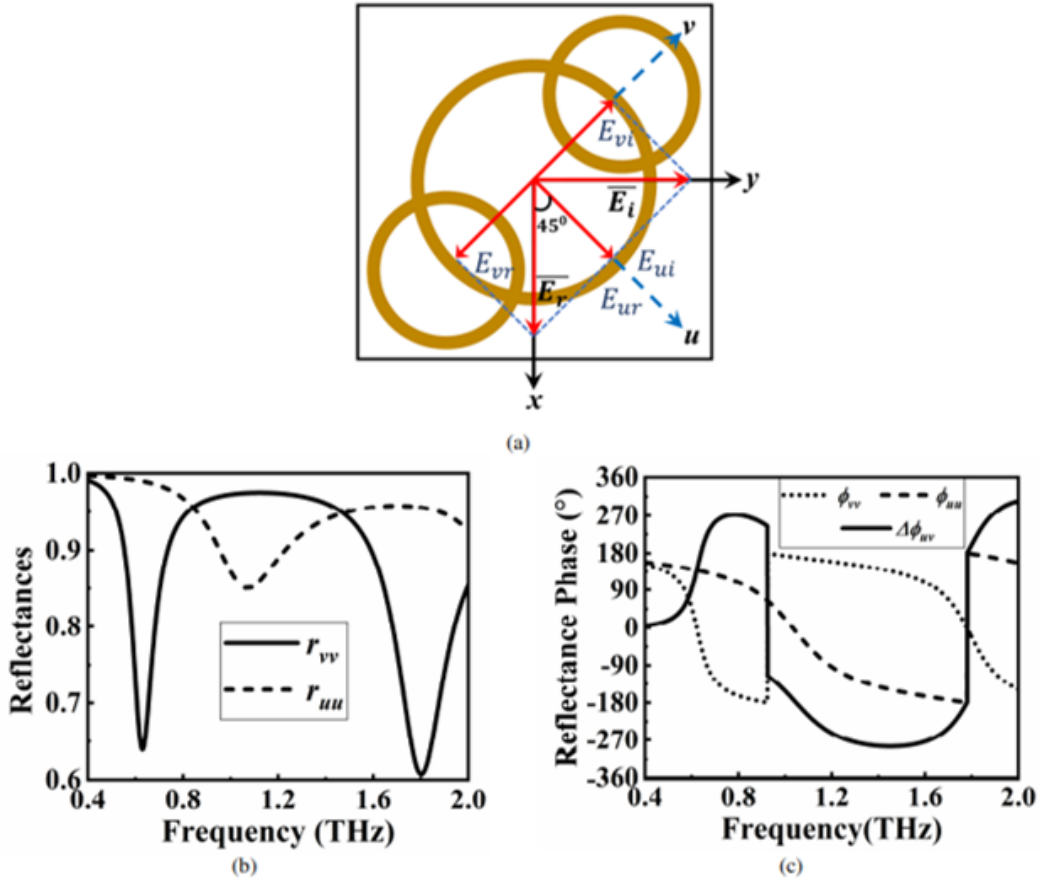 v
E_vi
y
E_i
45⁰
E_vr
E_ui
E_r
E_ur
u
x
(a)
1.0
0.9
0.8
0.7
0.6
Reflectances
r_vv
r_uu
0.4 0.8 1.2 1.6 2.0
Frequency (THz)
(b)
360
270
180
90
0
-90
-180
-270
-360
Reflectance Phase (°)
ϕ_vv ϕ_uu
Δϕ_uv
0.4 0.8 1.2 1.6 2.0
Frequency(THz)
(c)